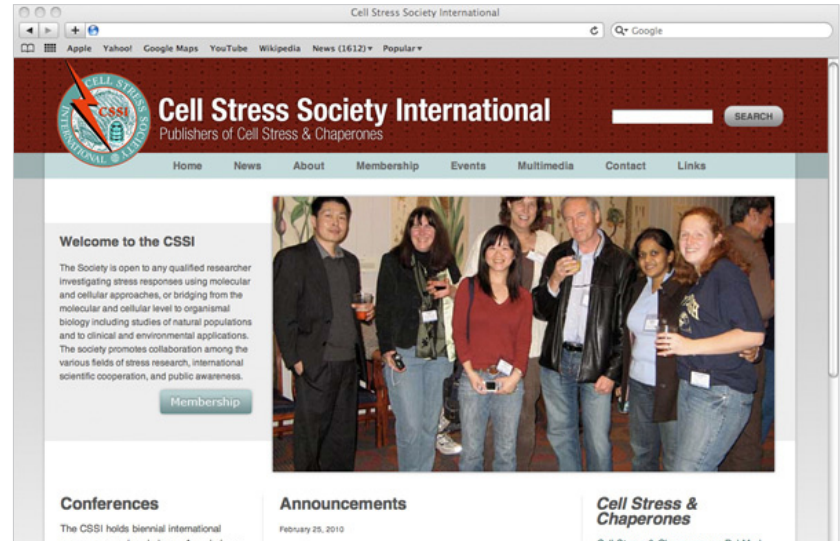 Cell Stress Society International
Google
Apple Yahoo! Google Maps YouTube Wikipedia News (1612) Popular
CELL STRESS SOCIETY INTERNATIONAL
CSSI
Cell Stress Society International
Publishers of Cell Stress & Chaperones
SEARCH
Home News About Membership Events Multimedia Contact Links
Welcome to the CSSI
The Society is open to any qualified researcher
investigating stress responses using molecular
and cellular approaches, or bridging from the
molecular and cellular level to organismal
biology including studies of natural populations
and to clinical and environmental applications.
The society promotes collaboration among the
various fields of stress research, international
scientific cooperation, and public awareness.
Membership
Conferences
The CSSI holds biennial international
Announcements
February 25, 2010
Cell Stress &
Chaperones